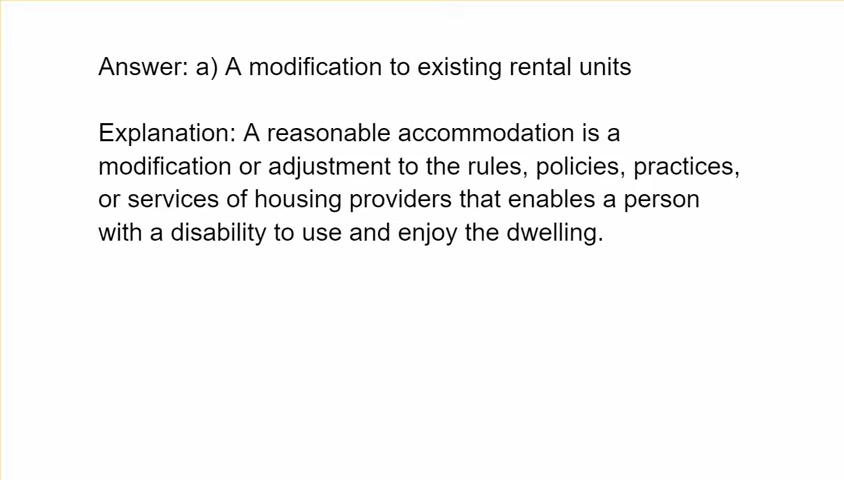 Answer: a) A modification to existing rental units
Explanation: A reasonable accommodation is a
modification or adjustment to the rules, policies, practices,
or services of housing providers that enables a person
with a disability to use and enjoy the dwelling.